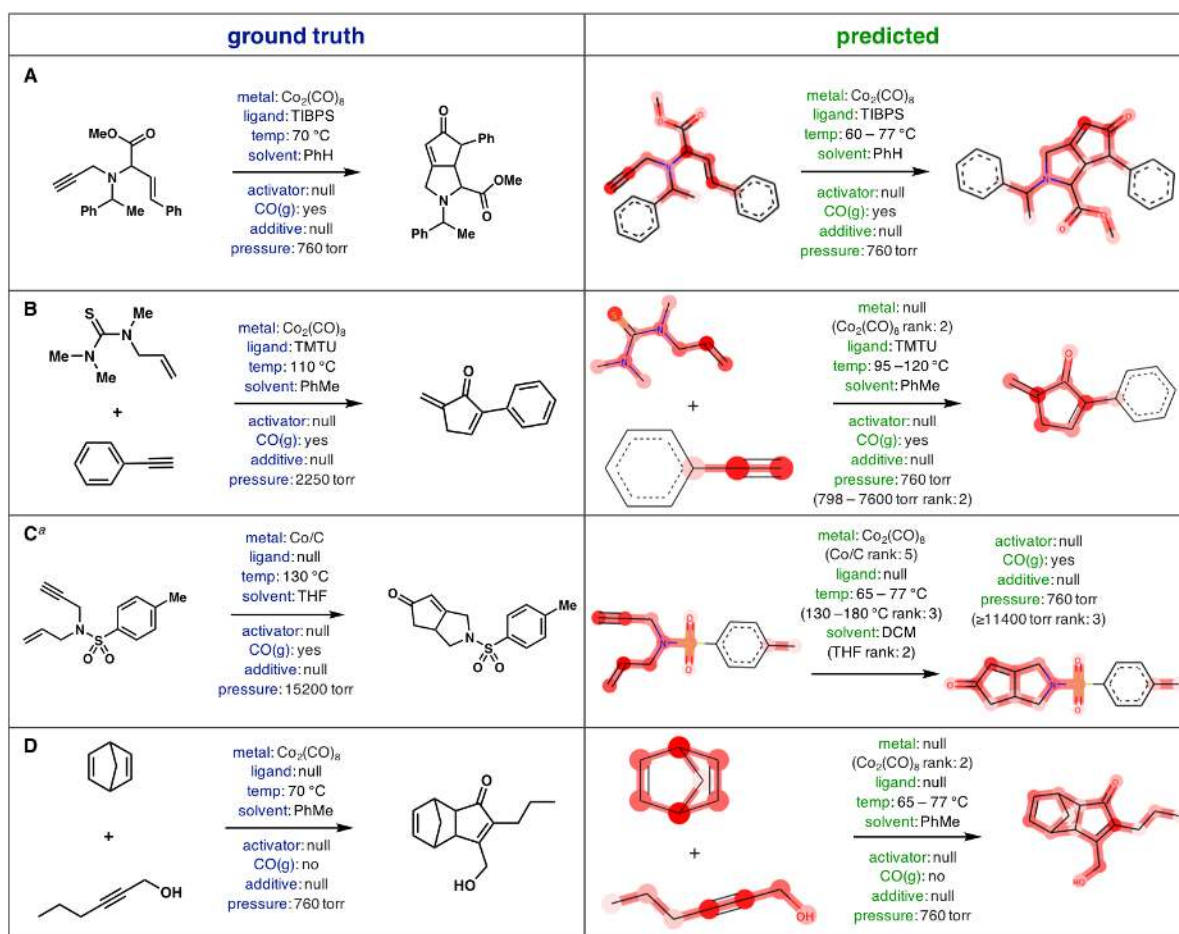 ground truth
predicted
A
metal: Co₂(CO)₈
ligand: TIBPS
temp: 70 °C
solvent: PhH
activator: null
CO(g): yes
additive: null
pressure: 760 torr
MeO
O
N
Ph
Me
Ph
O
Ph
OMe
O
N
Ph
Me
metal: Co₂(CO)₈
ligand: TIBPS
temp: 60 – 77 °C
solvent: PhH
activator: null
CO(g): yes
additive: null
pressure: 760 torr
O
O
N
O
N
O
O
B
S
Me
N
Me
N
Me
+
metal: Co₂(CO)₈
ligand: TMTU
temp: 110 °C
solvent: PhMe
activator: null
CO(g): yes
additive: null
pressure: 2250 torr
O
S
N
N
+
metal: null
(Co₂(CO)₈ rank: 2)
ligand: TMTU
temp: 95 –120 °C
solvent: PhMe
activator: null
CO(g): yes
additive: null
pressure: 760 torr
(798 – 7600 torr rank: 2)
O
Cᵃ
Me
N
S
O
O
metal: Co/C
ligand: null
temp: 130 °C
solvent: THF
activator: null
CO(g): yes
additive: null
pressure: 15200 torr
O
N
S
O
O
Me
N
O
O
metal: Co₂(CO)₈
(Co/C rank: 5)
ligand: null
temp: 65 – 77 °C
(130 –180 °C rank: 3)
solvent: DCM
(THF rank: 2)
activator: null
CO(g): yes
additive: null
pressure: 760 torr
(≥11400 torr rank: 3)
O
N
O
O
D
+
OH
metal: Co₂(CO)₈
ligand: null
temp: 70 °C
solvent: PhMe
activator: null
CO(g): no
additive: null
pressure: 760 torr
O
HO
+
OH
metal: null
(Co₂(CO)₈ rank: 2)
ligand: null
temp: 65 – 77 °C
solvent: PhMe
activator: null
CO(g): no
additive: null
pressure: 760 torr
O
HO